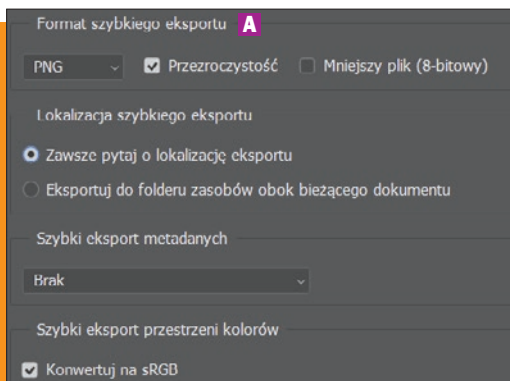 Format szybkiego eksportu A
PNG Przezroczystość Mniejszy plik (8-bitowy)
Lokalizacja szybkiego eksportu
Zawsze pytaj o lokalizację eksportu
Eksportuj do folderu zasobów obok bieżącego dokumentu
Szybki eksport metadanych
Brak
Szybki eksport przestrzeni kolorów
Konwertuj na sRGB